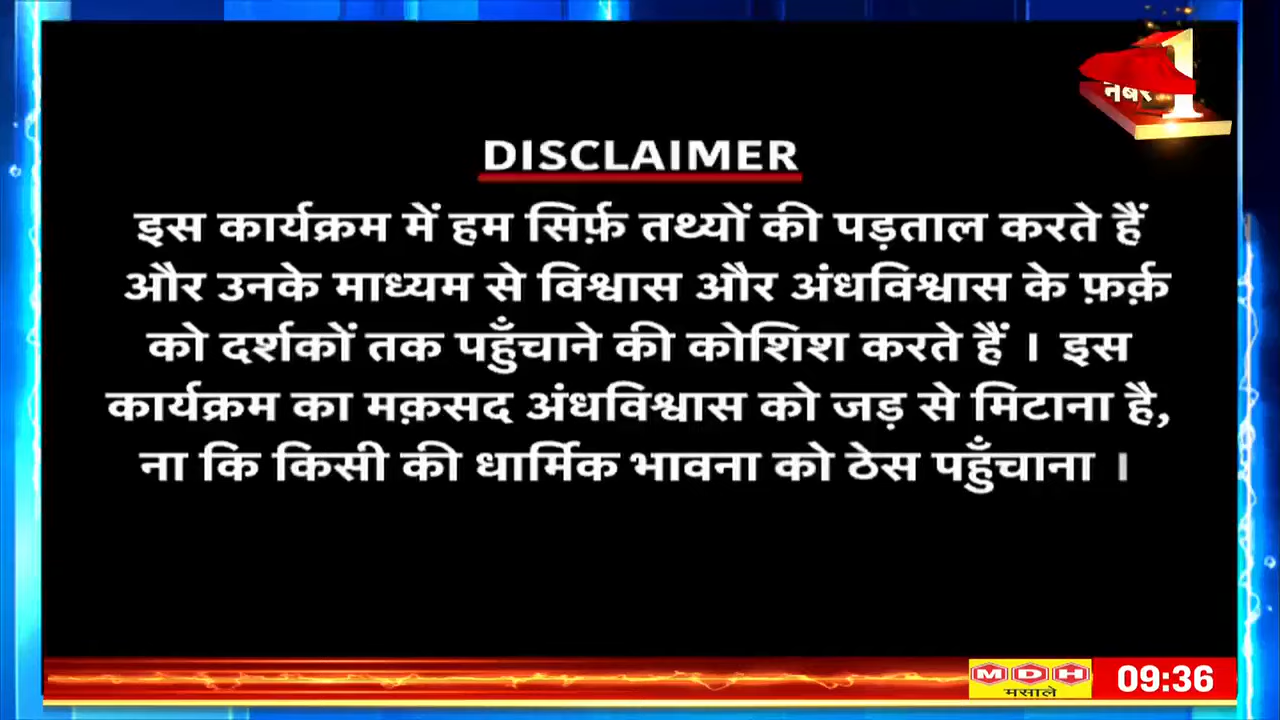 नंबर 1
DISCLAIMER
इस कार्यक्रम में हम सिर्फ़ तथ्यों की पड़ताल करते हैं
और उनके माध्यम से विश्वास और अंधविश्वास के फ़र्क़
को दर्शकों तक पहुँचाने की कोशिश करते हैं । इस
कार्यक्रम का मक़सद अंधविश्वास को जड़ से मिटाना है,
ना कि किसी की धार्मिक भावना को ठेस पहुँचाना ।
MDH
मसाले
09:36